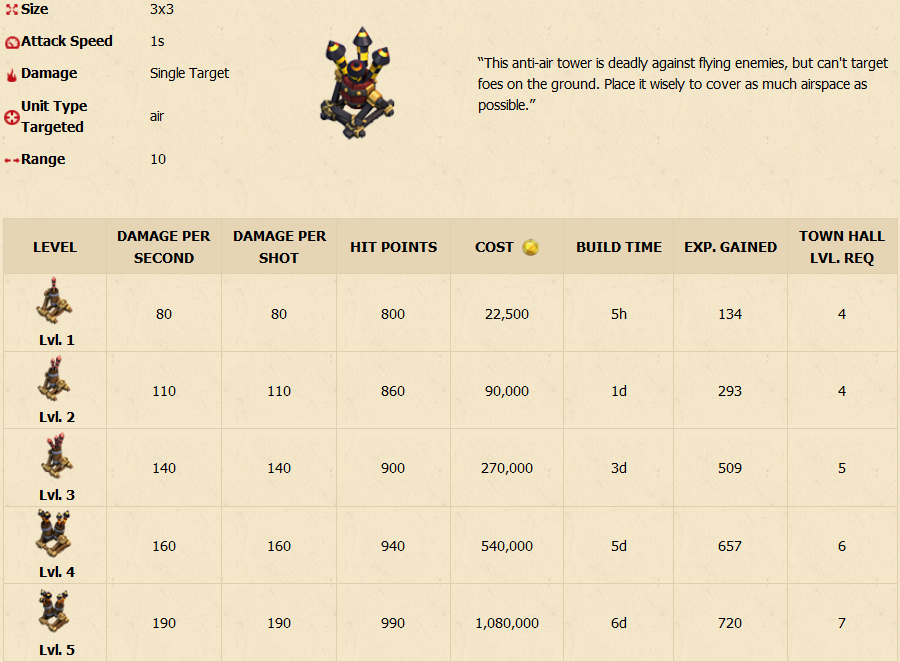 Size 3x3
Attack Speed 1s
Damage Single Target
Unit Type
Targeted air
Range 10
“This anti-air tower is deadly against flying enemies, but can't target
foes on the ground. Place it wisely to cover as much airspace as
possible.”
LEVEL DAMAGE PER SECOND DAMAGE PER SHOT HIT POINTS COST BUILD TIME EXP. GAINED TOWN HALL LVL. REQ
Lvl. 1 80 80 800 22,500 5h 134 4
Lvl. 2 110 110 860 90,000 1d 293 4
Lvl. 3 140 140 900 270,000 3d 509 5
Lvl. 4 160 160 940 540,000 5d 657 6
Lvl. 5 190 190 990 1,080,000 6d 720 7